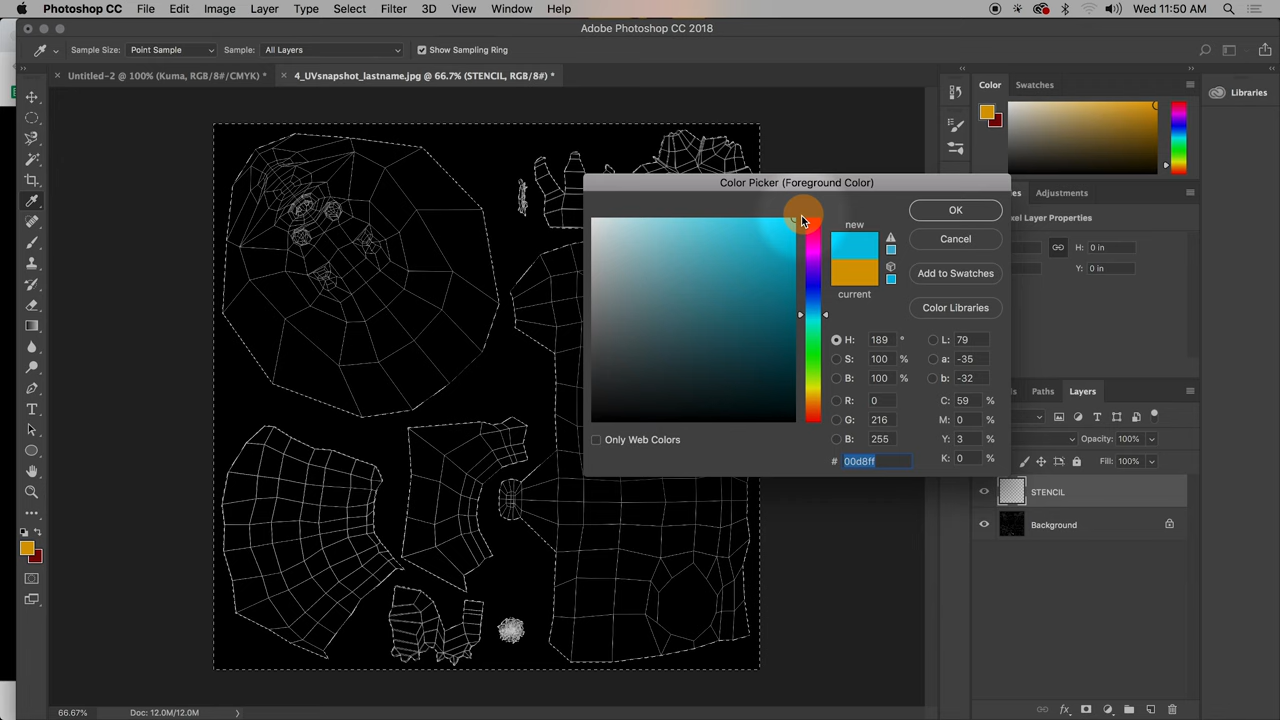 Photoshop CC File Edit Image Layer Type Select Filter 3D View Window Help Wed 11:50 AM
Adobe Photoshop CC 2018
Sample Size: Point Sample Sample: All Layers Show Sampling Ring
× Untitled-2 @ 100% (Kuma, RGB/8#/CMYK) * × 4_UVsnapshot_lastname.jpg @ 66.7% (STENCIL, RGB/8#) *
Color Swatches
Libraries
Color Picker (Foreground Color)
Adjustments
OK
ixel Layer Properties
new
Cancel
H: 0 in
Y: 0 in
Add to Swatches
current
Color Libraries
H: 189 ° L: 79
S: 100 % a: -35
B: 100 % b: -32
R: 0 C: 59 %
G: 216 M: 0 %
B: 255 Y: 3 %
# 00d8ff K: 0 %
Only Web Colors
Paths Layers
Opacity: 100%
Fill: 100%
STENCIL
Background
66.67% Doc: 12.0M/12.0M